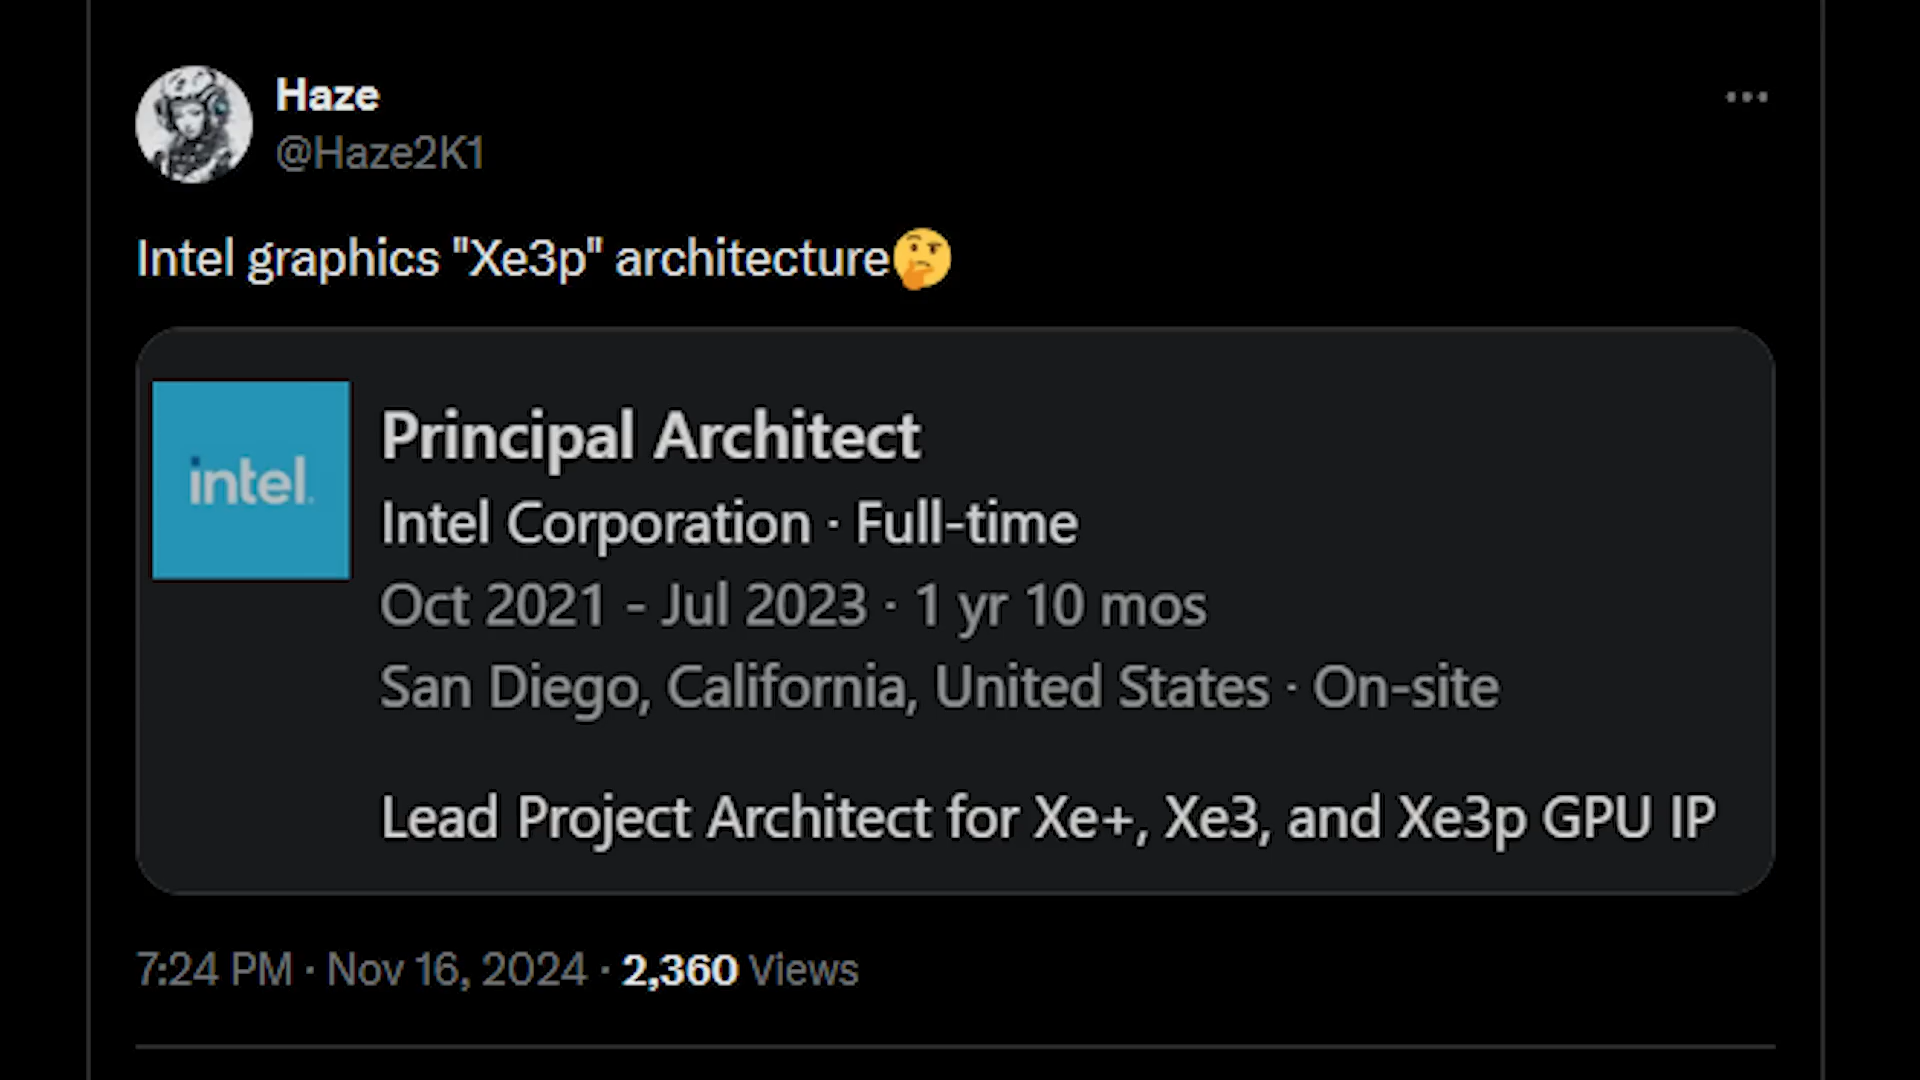 Haze
@Haze2K1
Intel graphics "Xe3p" architecture🤔
intel.
Principal Architect
Intel Corporation · Full-time
Oct 2021 - Jul 2023 · 1 yr 10 mos
San Diego, California, United States · On-site
Lead Project Architect for Xe+, Xe3, and Xe3p GPU IP
7:24 PM · Nov 16, 2024 · 2,360 Views